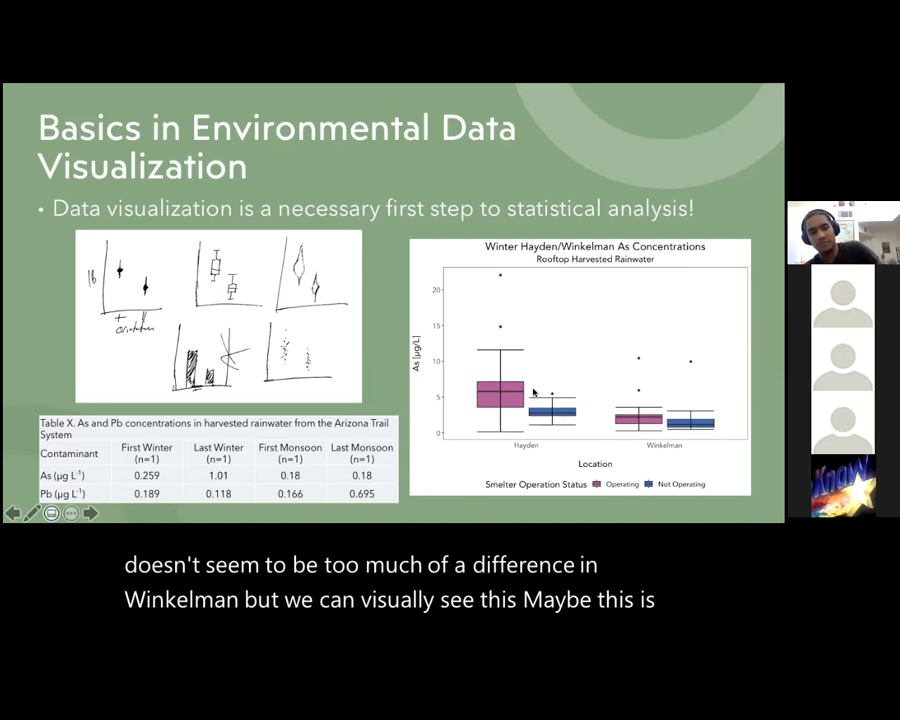 Basics in Environmental Data
Visualization
• Data visualization is a necessary first step to statistical analysis!
Pb
Winter Hayden/Winkelman As Concentrations
Rooftop Harvested Rainwater
As [µg/L]
20
15
10
5
0
Hayden Winkelman
Location
Smelter Operation Status Operating Not Operating
Table X. As and Pb concentrations in harvested rainwater from the Arizona Trail
System
Contaminant First Winter (n=1) Last Winter (n=1) First Monsoon (n=1) Last Monsoon (n=1)
As (µg L⁻¹) 0.259 1.01 0.18 0.18
Pb (µg L⁻¹) 0.189 0.118 0.166 0.695
Know
doesn't seem to be too much of a difference in
Winkelman but we can visually see this Maybe this is